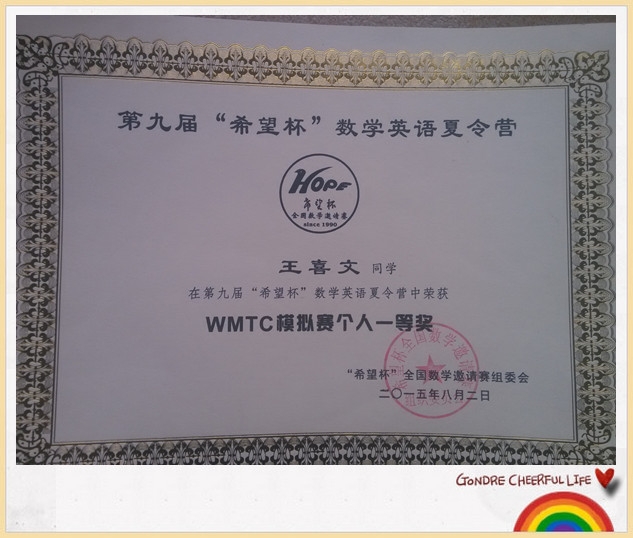 第九届“希望杯”数学英语夏令营
HOPE
希望杯
全国数学邀请赛
since 1990
王喜文 同学
在第九届“希望杯”数学英语夏令营中荣获
WMTC模拟赛个人一等奖
“希望杯”全国数学邀请赛组委会
二〇一五年八月二日
GONDRE CHEERFUL LIFE